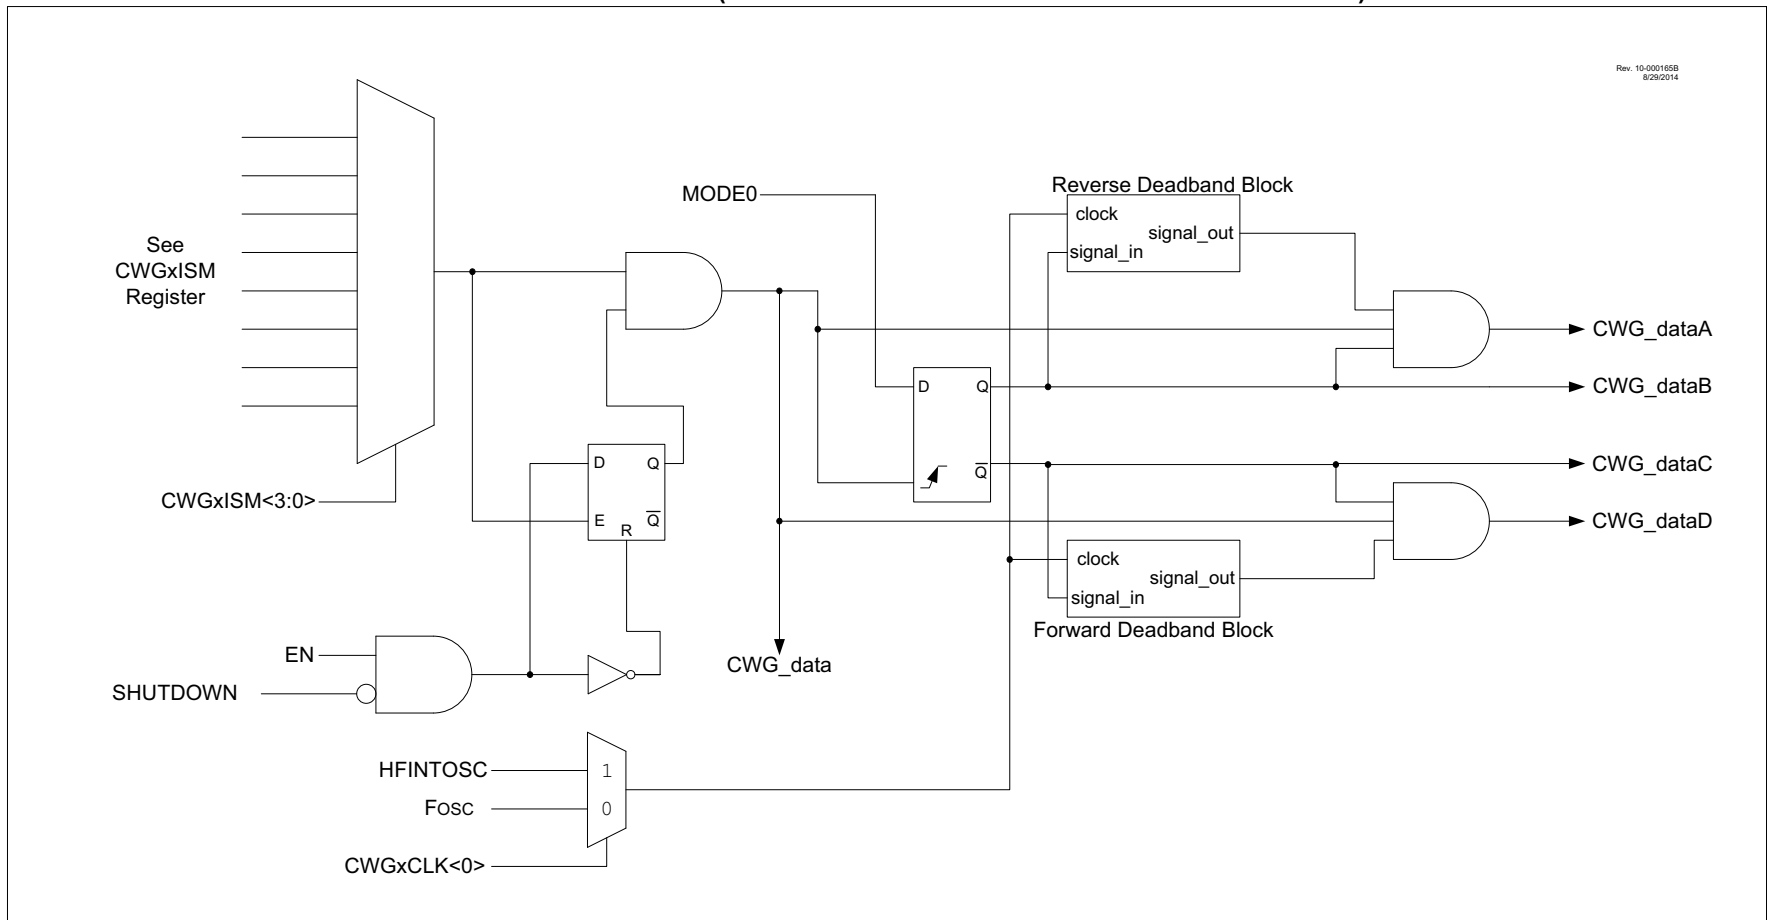 Rev. 10-000165B
8/29/2014
See
CWGxISM
Register
CWGxISM<3:0>
MODE0
Reverse Deadband Block
clock
signal_in
signal_out
D
Q
Q
D
Q
E
Q
R
CWG_dataA
CWG_dataB
CWG_dataC
CWG_dataD
clock
signal_in
signal_out
Forward Deadband Block
EN
SHUTDOWN
CWG_data
HFINTOSC
1
FOSC
0
CWGxCLK<0>